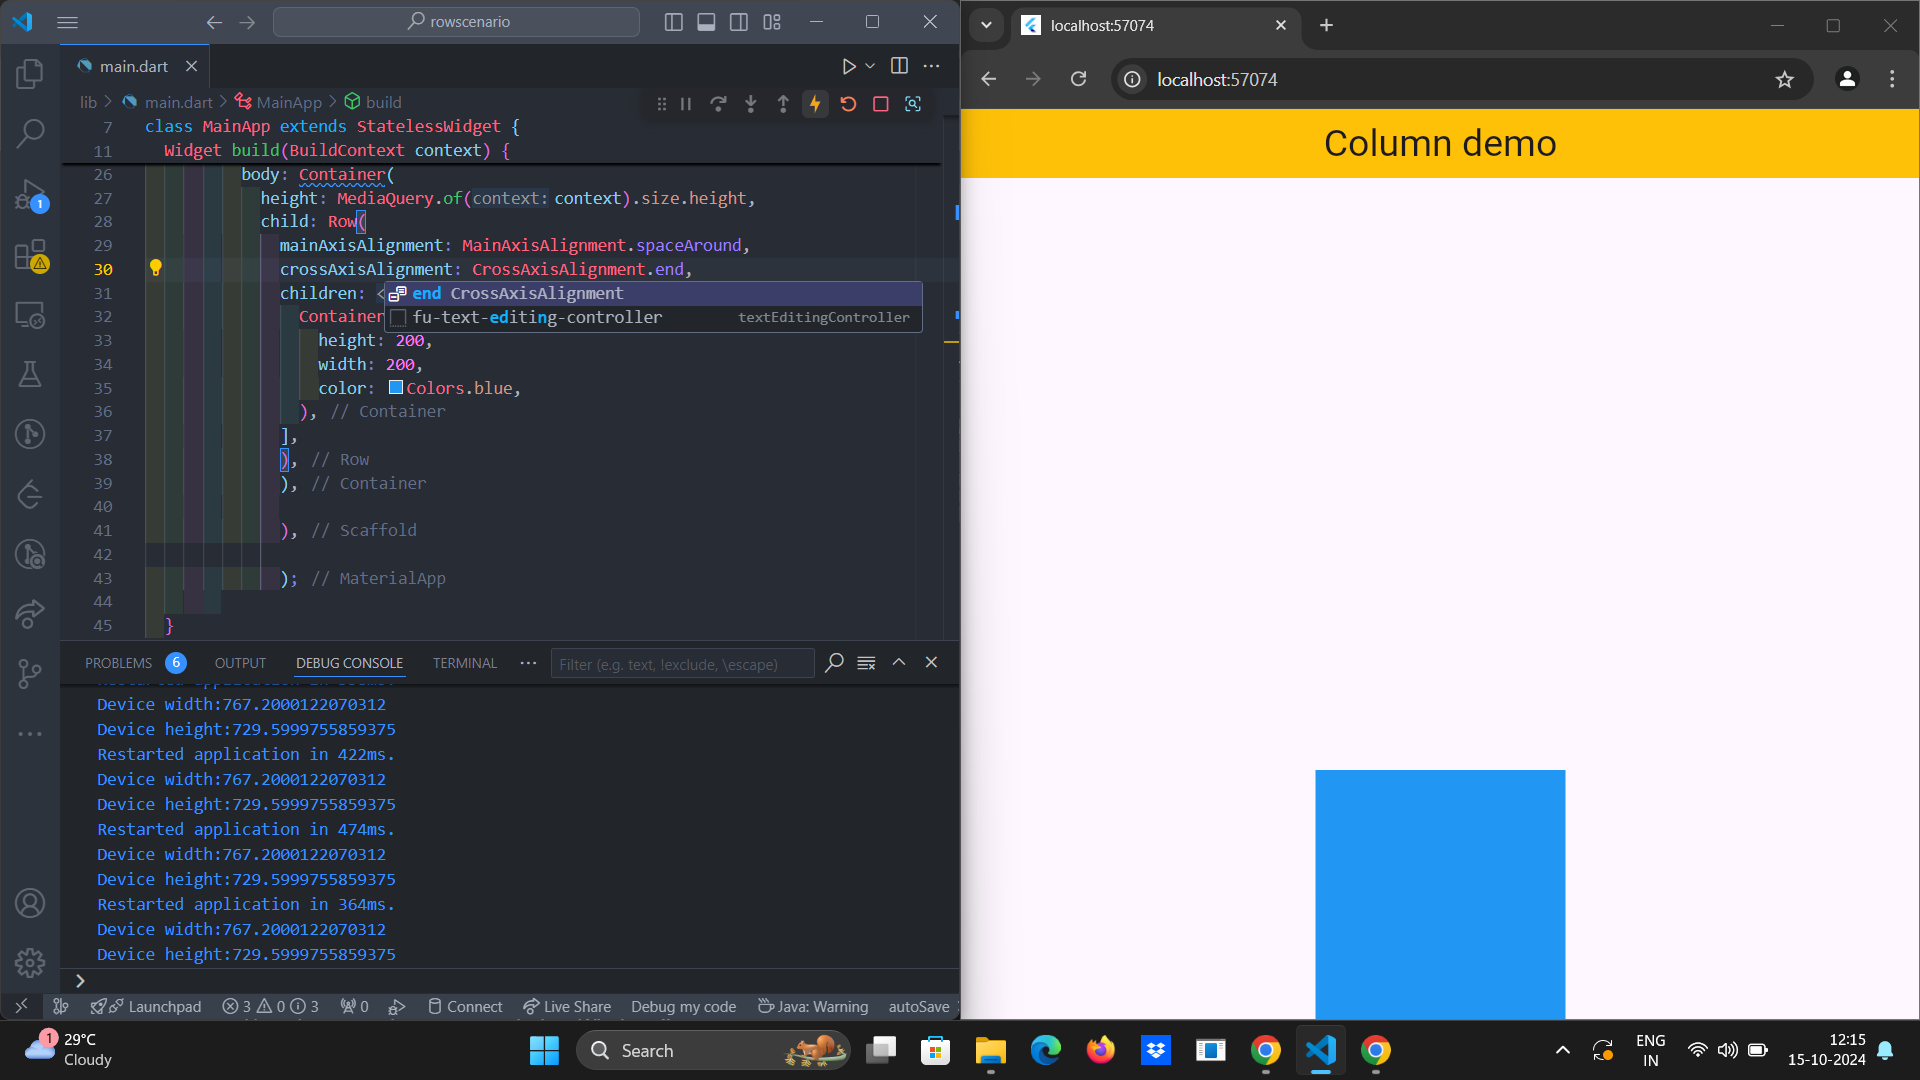 rowscenario
main.dart
lib > main.dart > MainApp > build
7 class MainApp extends StatelessWidget {
11 Widget build(BuildContext context) {
26 body: Container(
27 height: MediaQuery.of(context: context).size.height,
28 child: Row(
29 mainAxisAlignment: MainAxisAlignment.spaceAround,
30 crossAxisAlignment: CrossAxisAlignment.end,
31 children: <
end CrossAxisAlignment
fu-text-editing-controller textEditingController
32 Container
33 height: 200,
34 width: 200,
35 color: Colors.blue,
36 ), // Container
37 ],
38 ), // Row
39 ), // Container
40
41 ), // Scaffold
42
43 ); // MaterialApp
44
45 }
1
PROBLEMS 6 OUTPUT DEBUG CONSOLE TERMINAL ··· Filter (e.g. text, !exclude, \escape)
Device width:767.2000122070312
Device height:729.5999755859375
Restarted application in 422ms.
Device width:767.2000122070312
Device height:729.5999755859375
Restarted application in 474ms.
Device width:767.2000122070312
Device height:729.5999755859375
Restarted application in 364ms.
Device width:767.2000122070312
Device height:729.5999755859375
>
Launchpad 3 0 3 0 Connect Live Share Debug my code Java: Warning autoSave
localhost:57074
localhost:57074
Column demo
1
29°C
Cloudy
Search
ENG
IN
12:15
15-10-2024